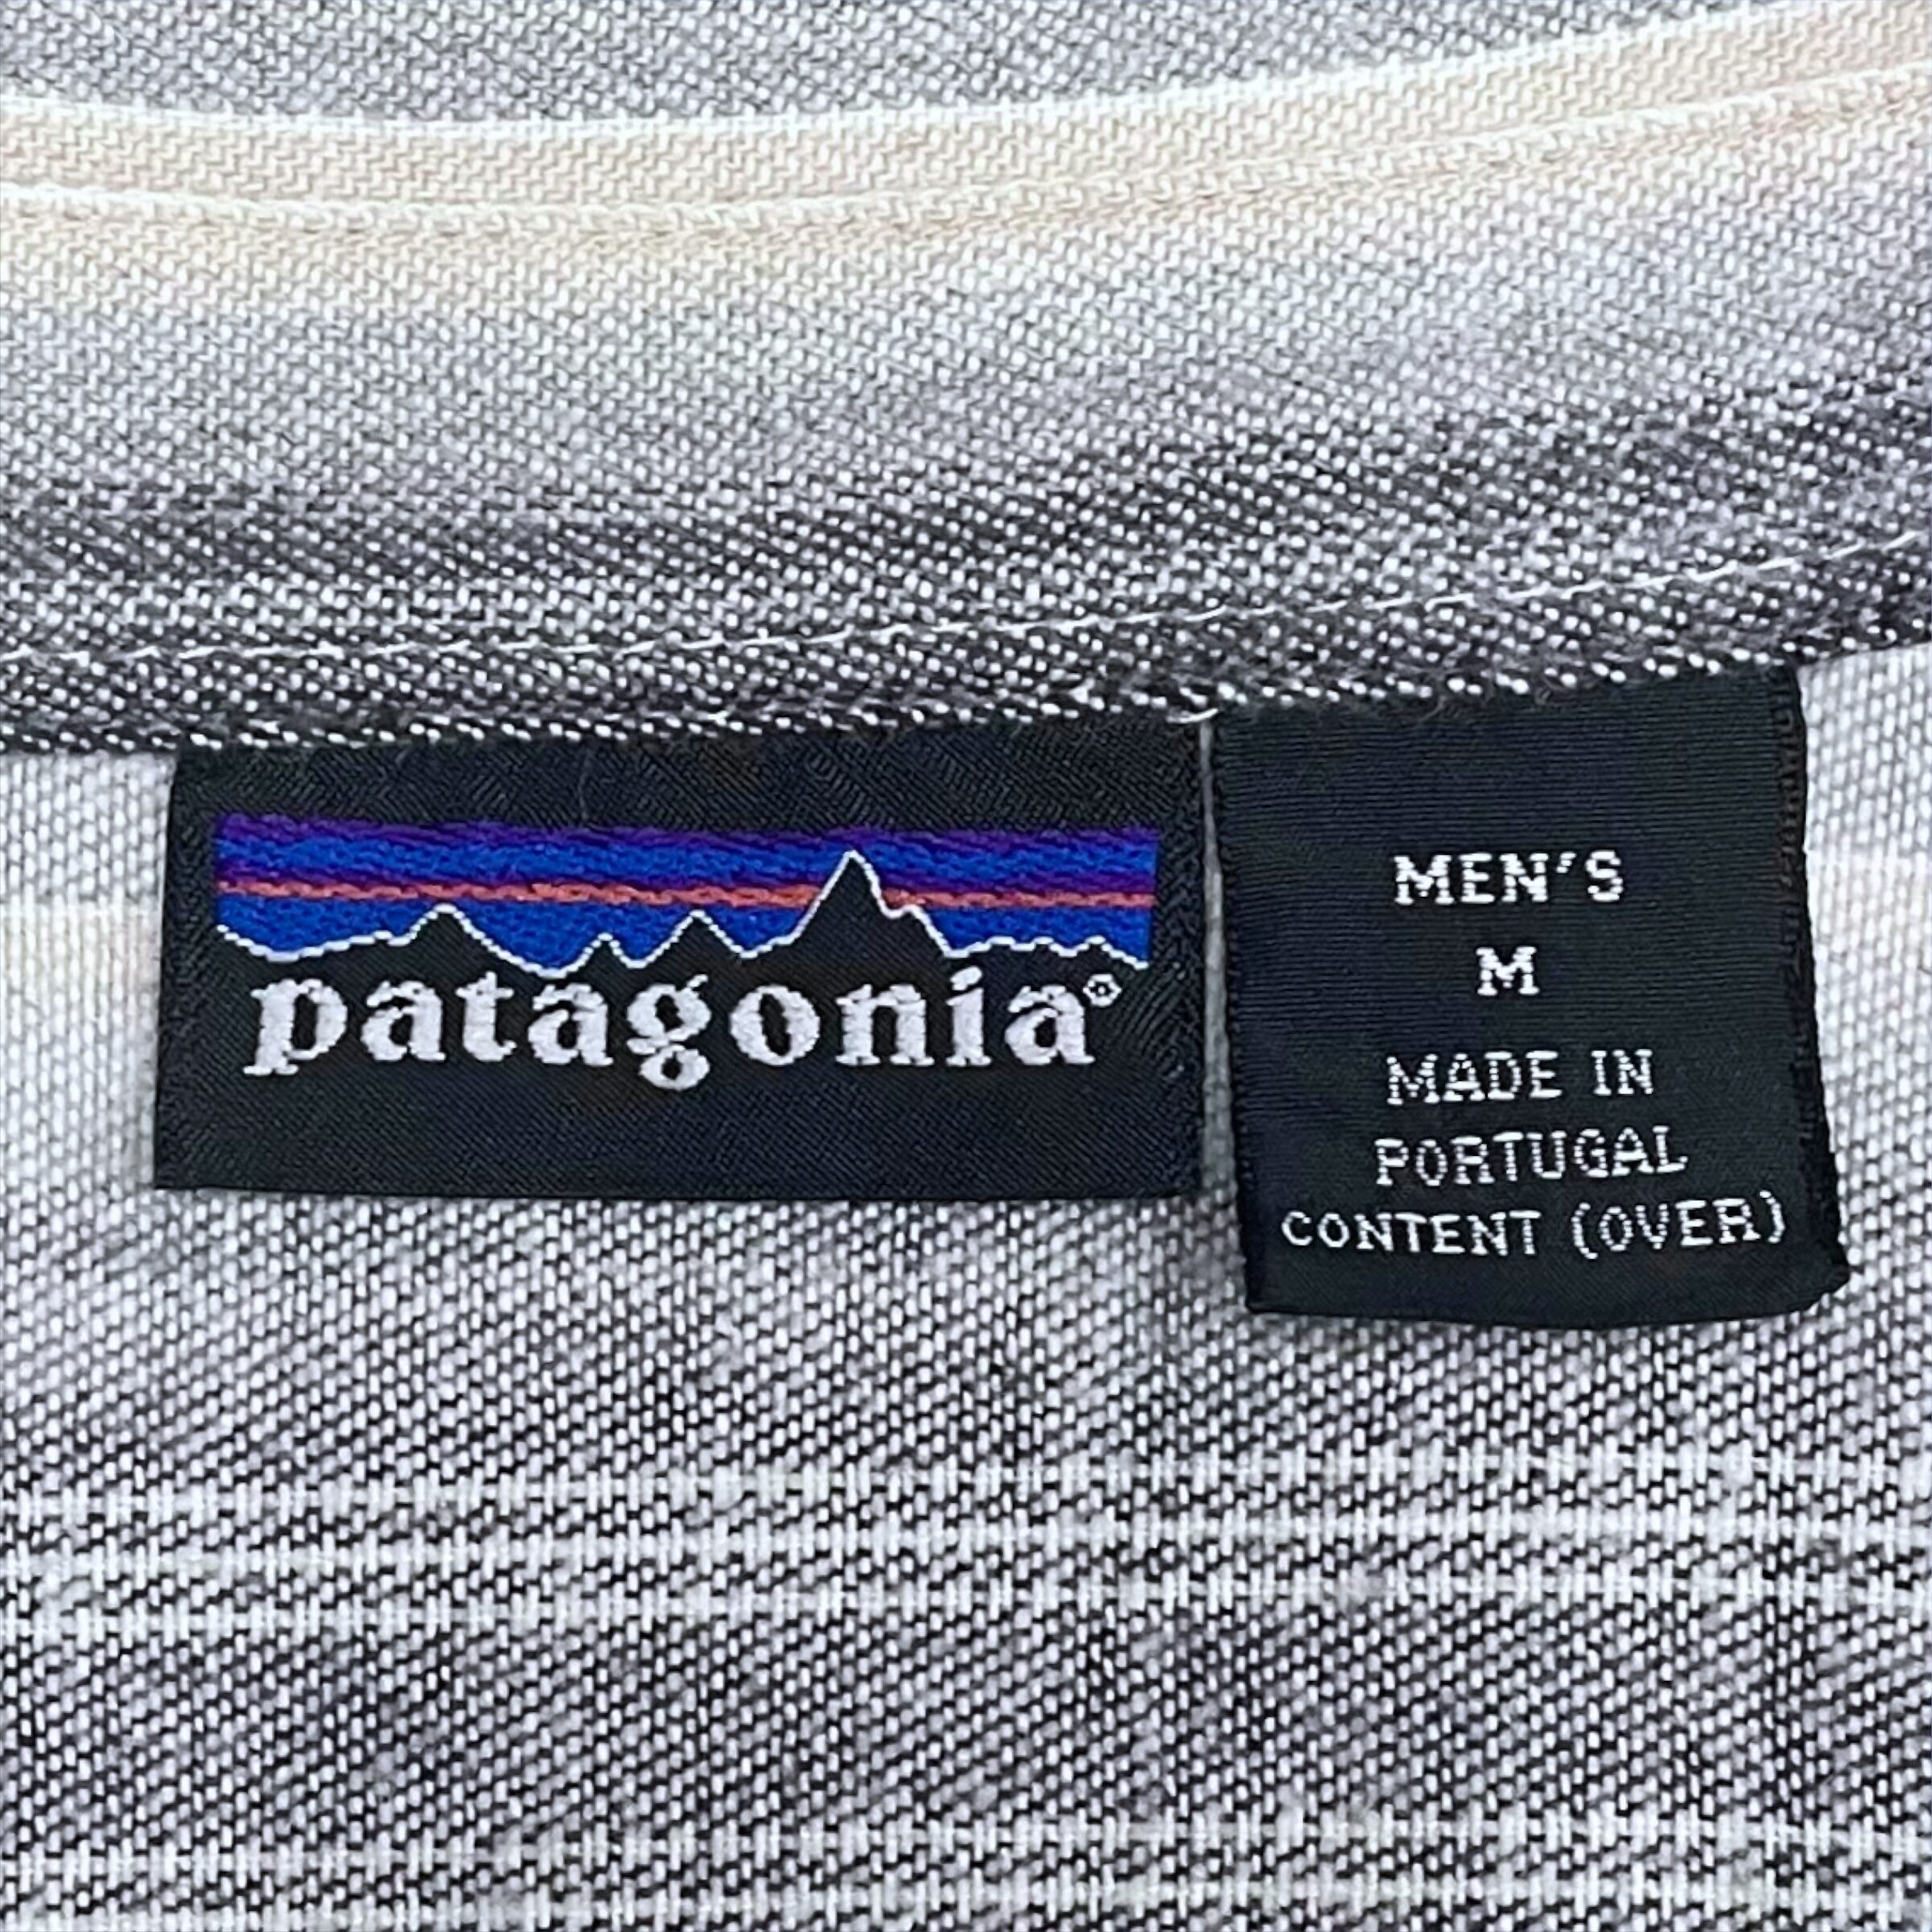 patagonia®
MEN'S
M
MADE IN
PORTUGAL
CONTENT (OVER)